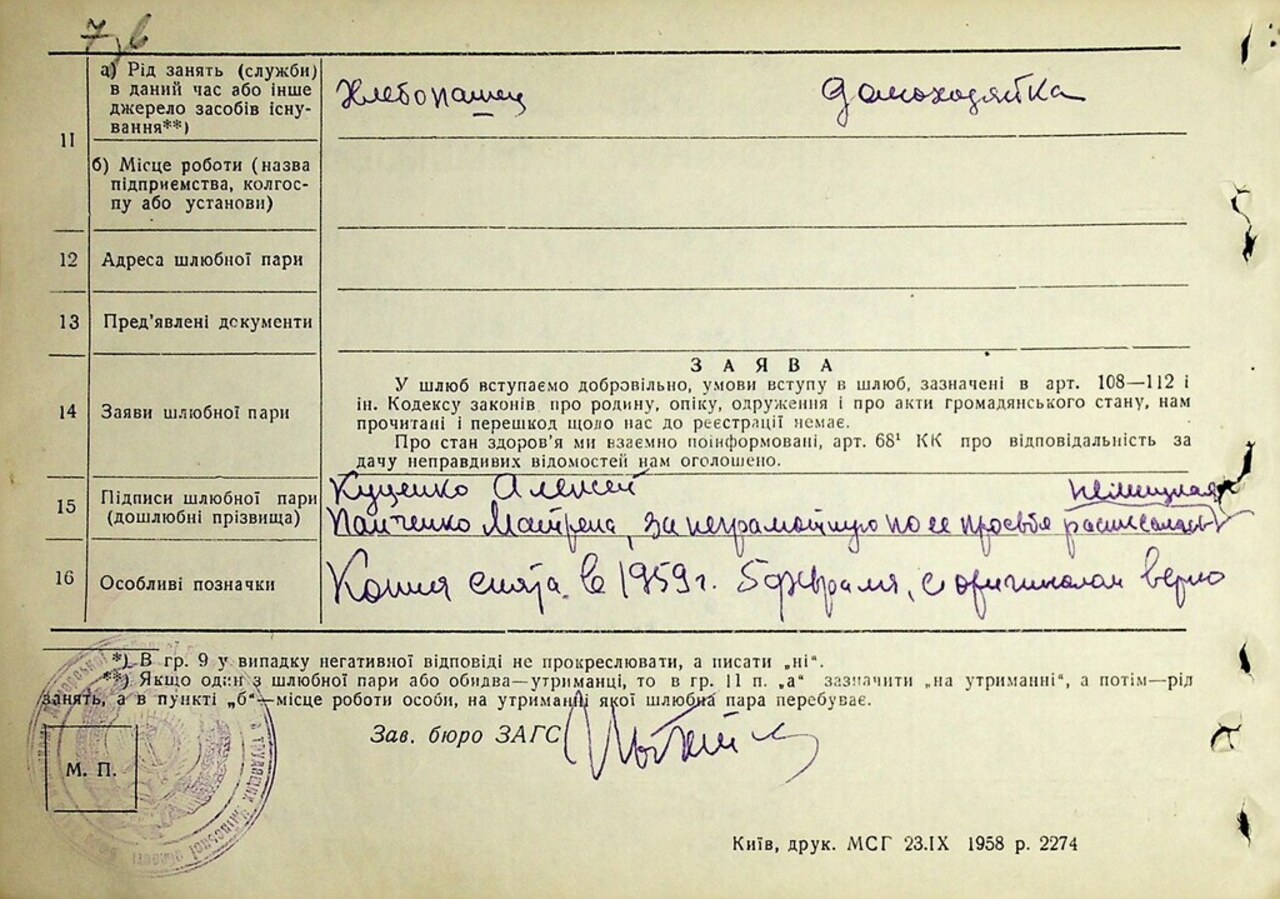 7 б
11
а) Рід занять (служби) в даний час або інше джерело засобів існування**)
Хлебопашец домохозяйка
б) Місце роботи (назва підприємства, колгоспу або установи)
12 Адреса шлюбної пари
13 Пред'явлені документи
14 Заяви шлюбної пари
ЗАЯВА
У шлюб вступаємо добровільно, умови вступу в шлюб, зазначені в арт. 108—112 і
ін. Кодексу законів про родину, опіку, одруження і про акти громадянського стану, нам
прочитані і перешкод щодо нас до реєстрації немає.
Про стан здоров'я ми взаємно поінформовані, арт. 68¹ КК про відповідальність за
дачу неправдивих відомостей нам оголошено.
15 Підписи шлюбної пари (дошлюбні прізвища)
Куценко Алексей
Панченко Матрена, за неграмотную по ее просьбе расписалась
16 Особливі позначки
Копия снята в 1959 г. 5 февраля, с оригиналом верно
*) В гр. 9 у випадку негативної відповіді не прокреслювати, а писати „ні“.
**) Якщо один з шлюбної пари або обидва—утриманці, то в гр. 11 п. „а“ зазначити „на утриманні“, а потім—рід
занять, а в пункті „б“—місце роботи особи, на утриманні якої шлюбна пара перебуває.
Зав. бюро ЗАГС
М. П.
Київ, друк. МСГ 23.IX 1958 р. 2274